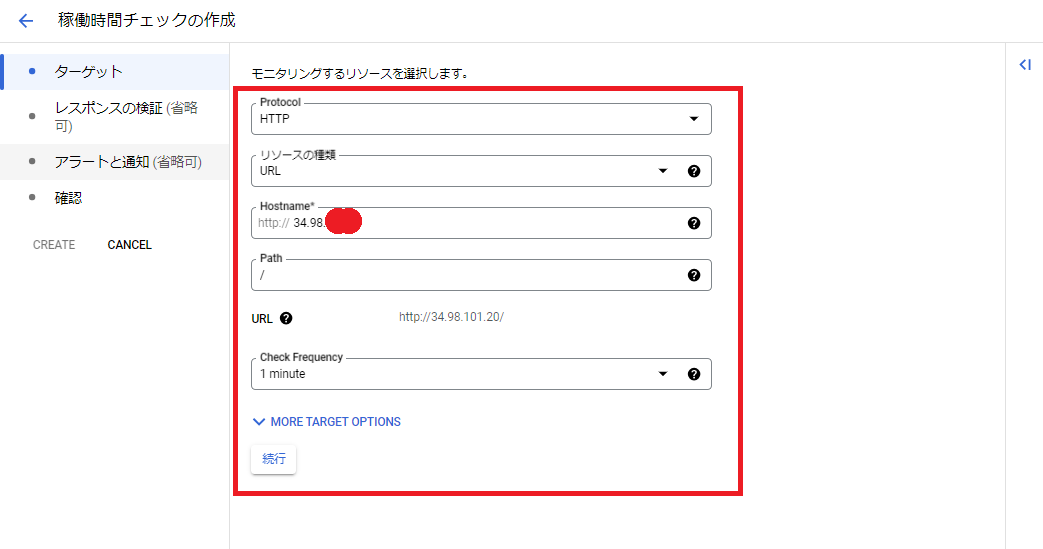 稼働時間チェックの作成
ターゲット
レスポンスの検証 (省略
可)
アラートと通知 (省略可)
確認
CREATE CANCEL
モニタリングするリソースを選択します。
Protocol
HTTP
リソースの種類
URL
Hostname*
http:// 34.98.
Path
/
URL http://34.98.101.20/
Check Frequency
1 minute
MORE TARGET OPTIONS
続行